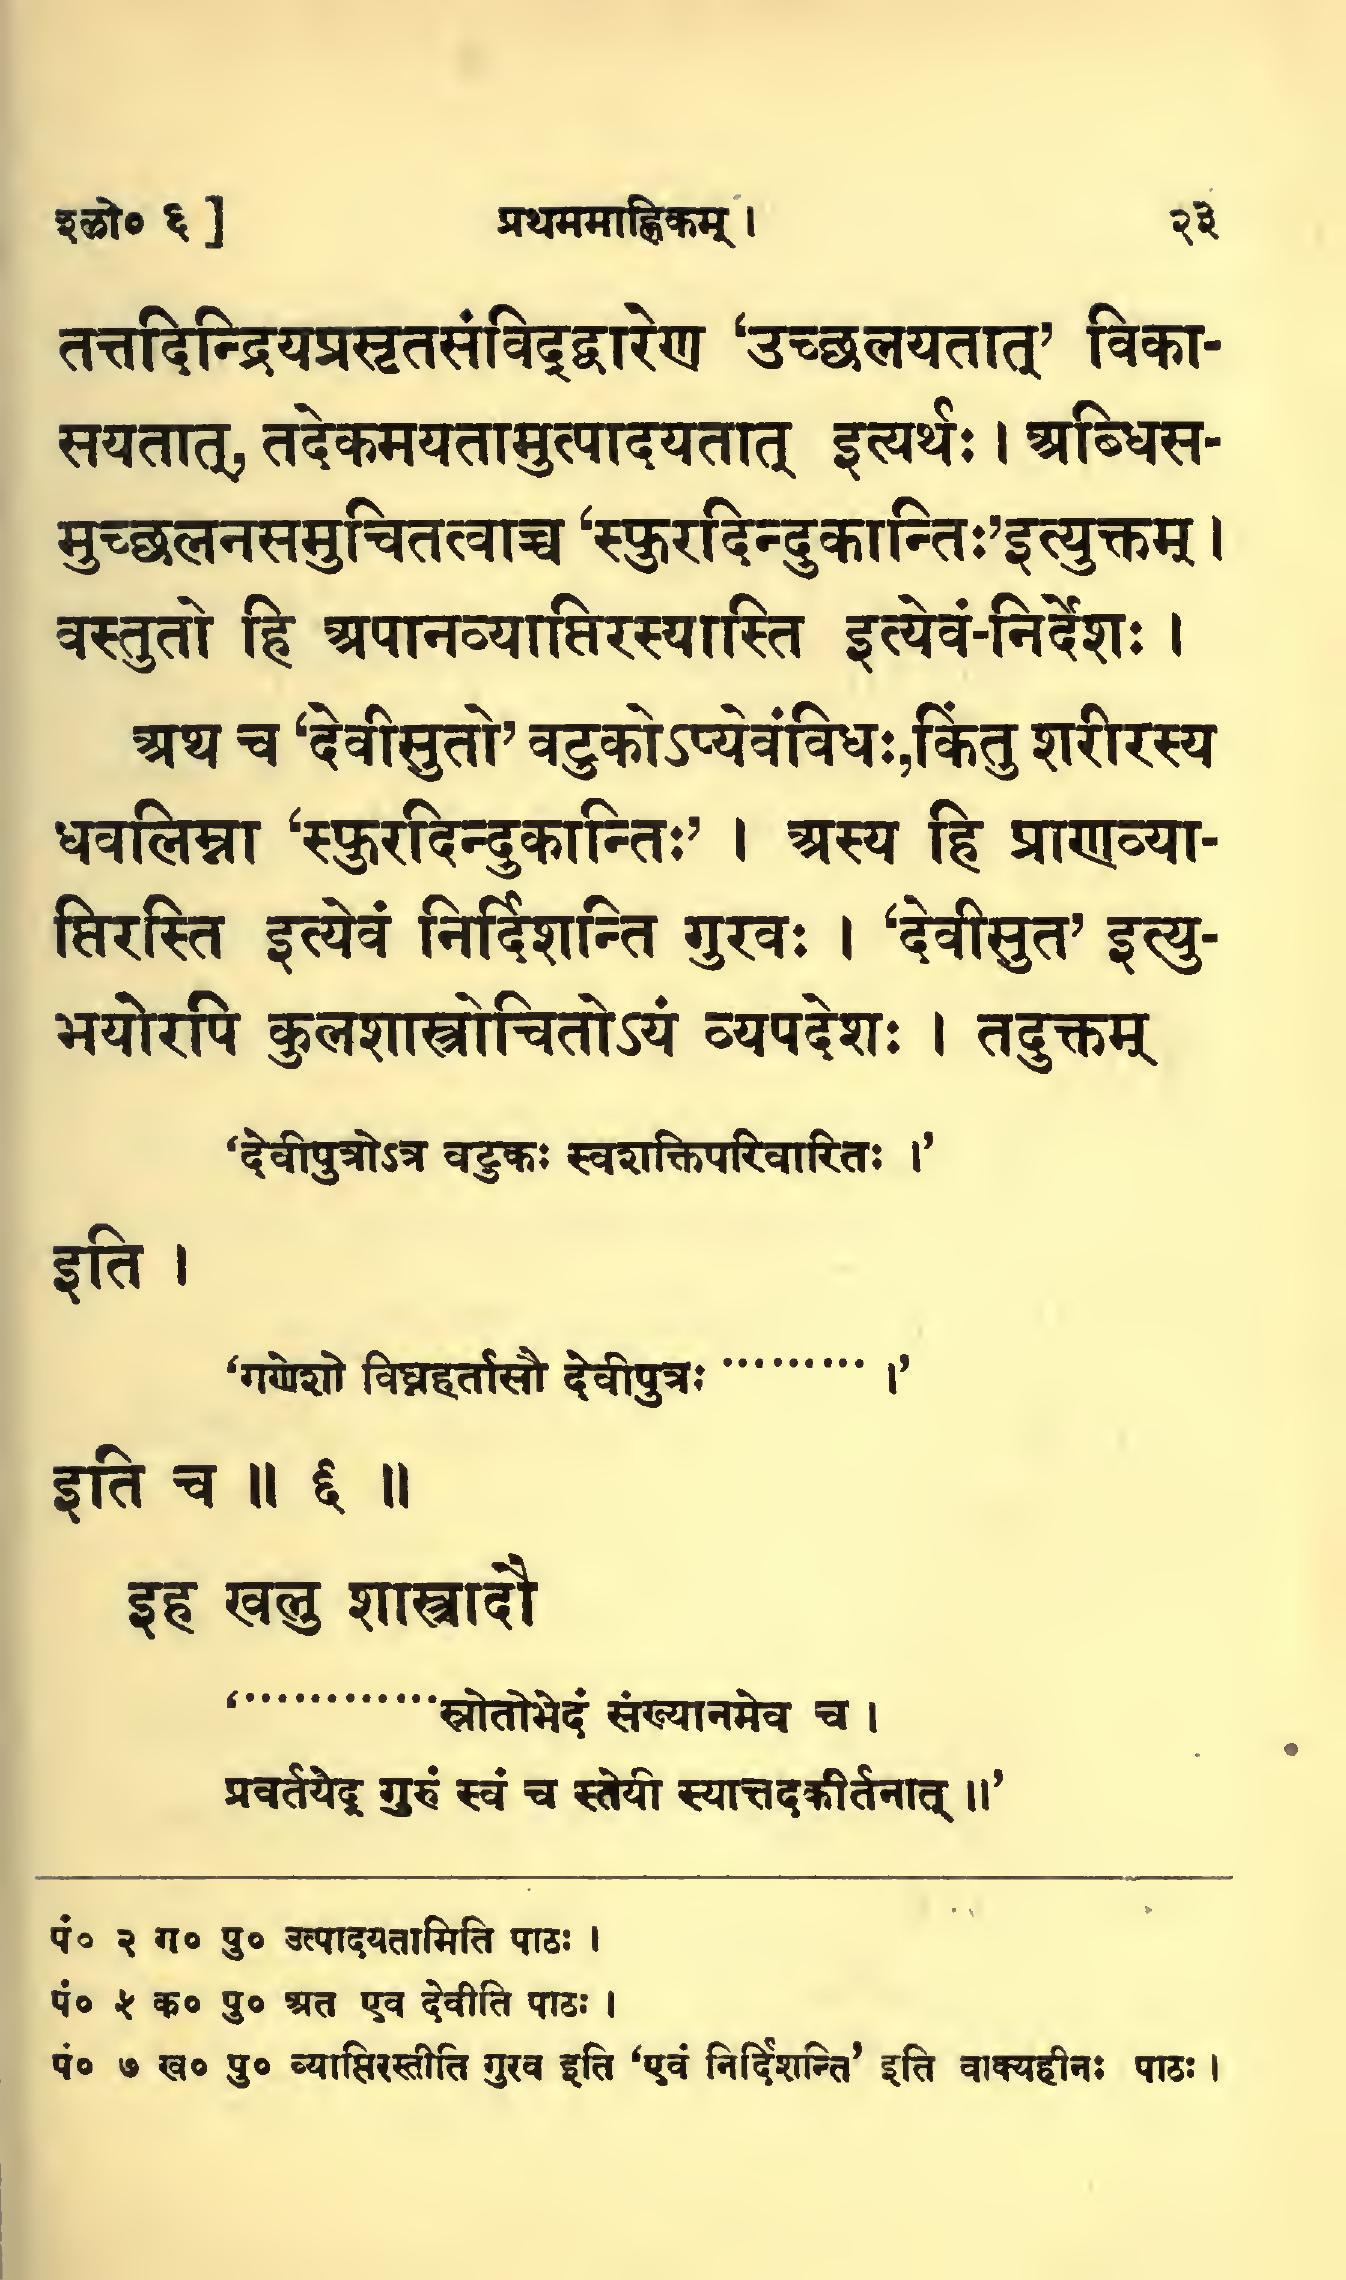 श्लो० ६ ] प्रथममाह्निकम् । २३
तत्तदिन्द्रियप्रसृतसंविद्द्वारेण ‘उच्छलयतात्’ विका-
सयतात्, तदेकमयतामुत्पादयतात् इत्यर्थः । अब्धिस-
मुच्छलनसमुचितत्वाच्च ‘स्फुरदिन्दुकान्तिः’ इत्युक्तम् ।
वस्तुतो हि अपानव्याप्तिरस्यास्ति इत्येवं-निर्देशः ।
अथ च ‘देवीसुतो’ वटुकोऽप्येवंविधः, किंतु शरीरस्य
धवलिम्ना ‘स्फुरदिन्दुकान्तिः’ । अस्य हि प्राणव्या-
प्तिरस्ति इत्येवं निर्दिशन्ति गुरवः । ‘देवीसुत’ इत्यु-
भयोरपि कुलशास्त्रोचितोऽयं व्यपदेशः । तदुक्तम्
‘देवीपुत्रोऽत्र वटुकः स्वशक्तिपरिवारितः ।’
इति ।
‘गणेशो विघ्नहर्तासौ देवीपुत्रः ·········· ।’
इति च ॥ ६ ॥
इह खलु शास्त्रादौ
‘·············स्रोतोभेदं संख्यानमेव च ।
प्रवर्तयेद् गुरुं स्वं च स्तेयी स्यात्तदकीर्तनात् ॥’
पं० २ ग० पु० उत्पादयतामिति पाठः ।
पं० ५ क० पु० अत एव देवीति पाठः ।
पं० ७ ख० पु० व्याप्तिरस्तीति गुरव इति ‘एवं निर्दिशन्ति’ इति वाक्यहीनः पाठः ।